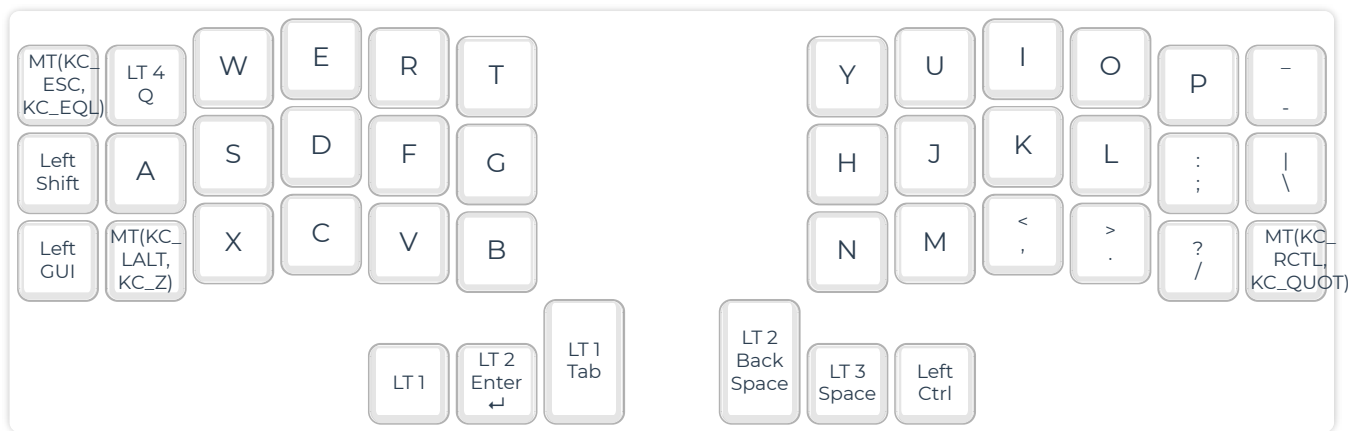 MT(KC_
ESC,
KC_EQL)
LT 4
Q
W
E
R
T
Y
U
I
O
P
_
-
Left
Shift
A
S
D
F
G
H
J
K
L
:
;
|
\
Left
GUI
MT(KC_
LALT,
KC_Z)
X
C
V
B
N
M
<
,
>
.
?
/
MT(KC_
RCTL,
KC_QUOT)
LT 1
LT 2
Enter
↵
LT 1
Tab
LT 2
Back
Space
LT 3
Space
Left
Ctrl